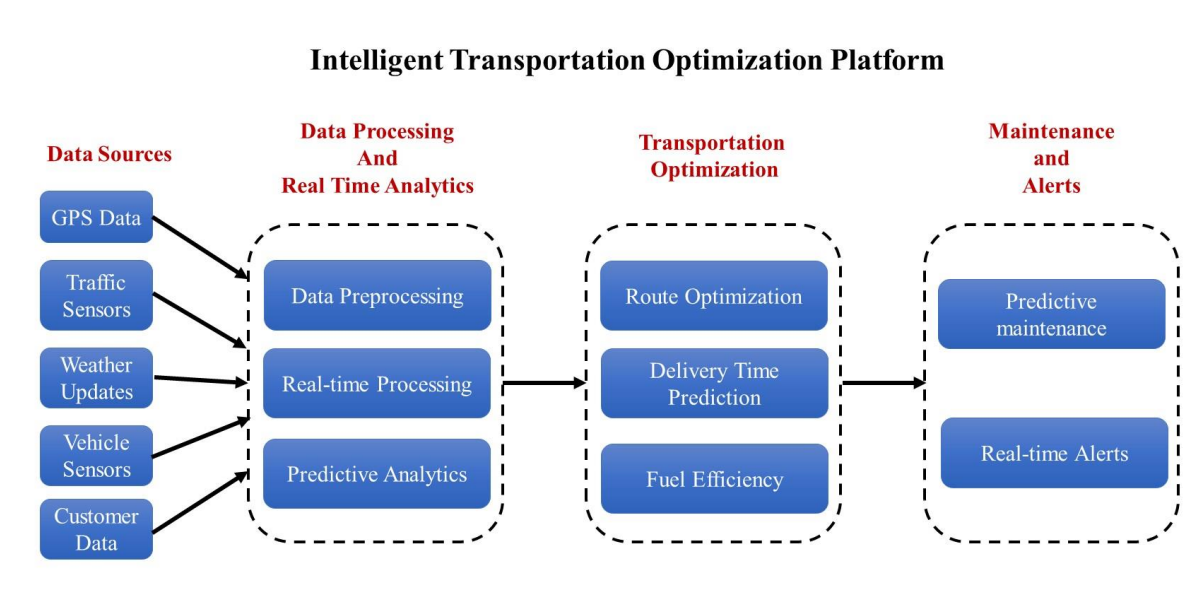 Intelligent Transportation Optimization Platform
Data Sources
GPS Data
Traffic
Sensors
Weather
Updates
Vehicle
Sensors
Customer
Data
Data Processing
And
Real Time Analytics
Data Preprocessing
Real-time Processing
Predictive Analytics
Transportation
Optimization
Route Optimization
Delivery Time
Prediction
Fuel Efficiency
Maintenance
and
Alerts
Predictive
maintenance
Real-time Alerts